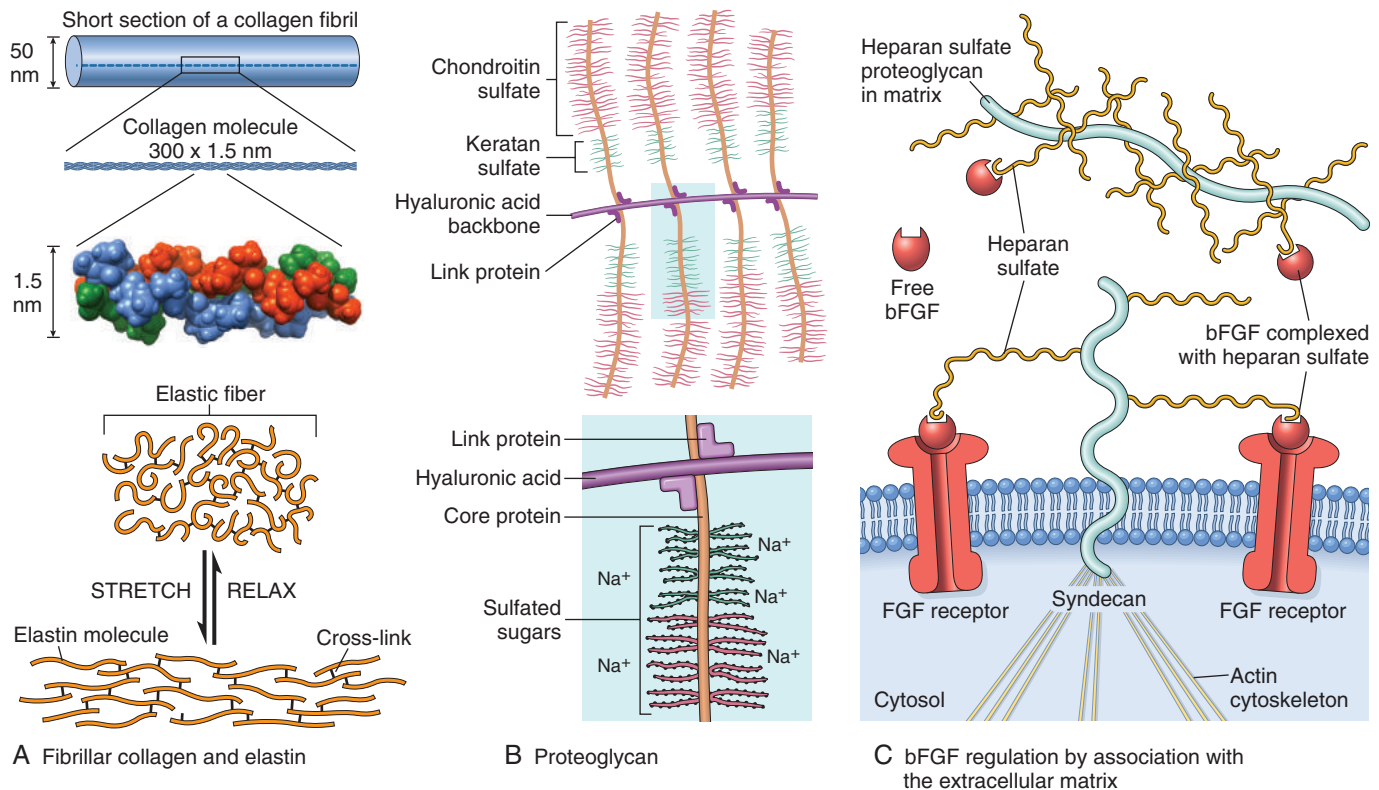 Short section of a collagen fibril
50
nm
Collagen molecule
300 x 1.5 nm
1.5
nm
Elastic fiber
STRETCH
RELAX
Elastin molecule
Cross-link
A Fibrillar collagen and elastin
Chondroitin
sulfate
Keratan
sulfate
Hyaluronic acid
backbone
Link protein
Link protein
Hyaluronic acid
Core protein
Na+
Na+
Na+
Sulfated
sugars
Na+
Na+
B Proteoglycan
Heparan sulfate
proteoglycan
in matrix
Heparan
sulfate
Free
bFGF
bFGF complexed
with heparan sulfate
FGF receptor
Syndecan
FGF receptor
Cytosol
Actin
cytoskeleton
C bFGF regulation by association with
the extracellular matrix